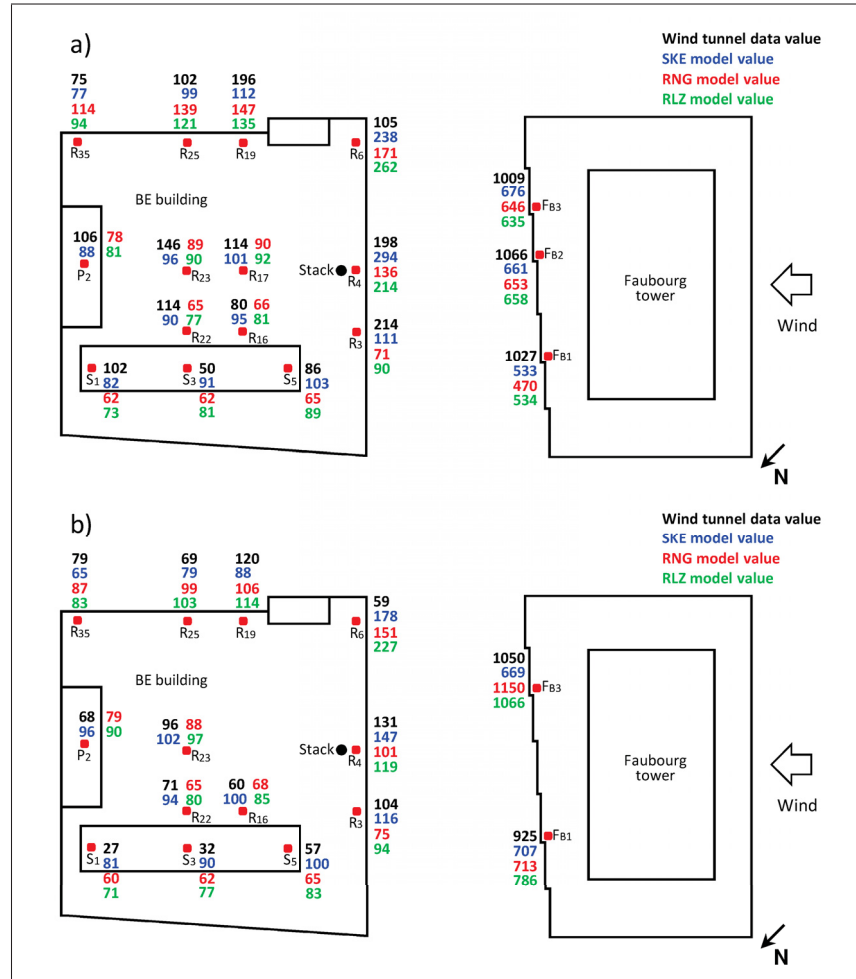 a)
Wind tunnel data value
SKE model value
RNG model value
RLZ model value
75 102 196
77 99 112
114 139 147
94 121 135
105
238
171
262
R35 R25 R19 R6
BE building
106 78
88 81
P2
146 89
96 90
R23
114 90
101 92
R17
Stack
R4
198
294
136
214
114 65
90 77
R22
80 66
95 81
R16
R3
214
111
71
90
S1 102
82
62
73
S3 50
91
62
81
S5 86
103
65
89
1009
676
646
635
FB3
1066
661
653
658
FB2
1027
533
470
534
FB1
Faubourg
tower
Wind
N
b)
Wind tunnel data value
SKE model value
RNG model value
RLZ model value
79 69 120
65 79 88
87 99 106
83 103 114
59
178
151
227
R35 R25 R19 R6
BE building
68 79
96 90
P2
96 88
102 97
R23
Stack
R4
131
147
101
119
71 65
94 80
R22
60 68
100 85
R16
R3
104
116
75
94
S1 27
81
60
71
S3 32
90
62
77
S5 57
100
65
83
1050
669
1150
1066
FB3
925
707
713
786
FB1
Faubourg
tower
Wind
N